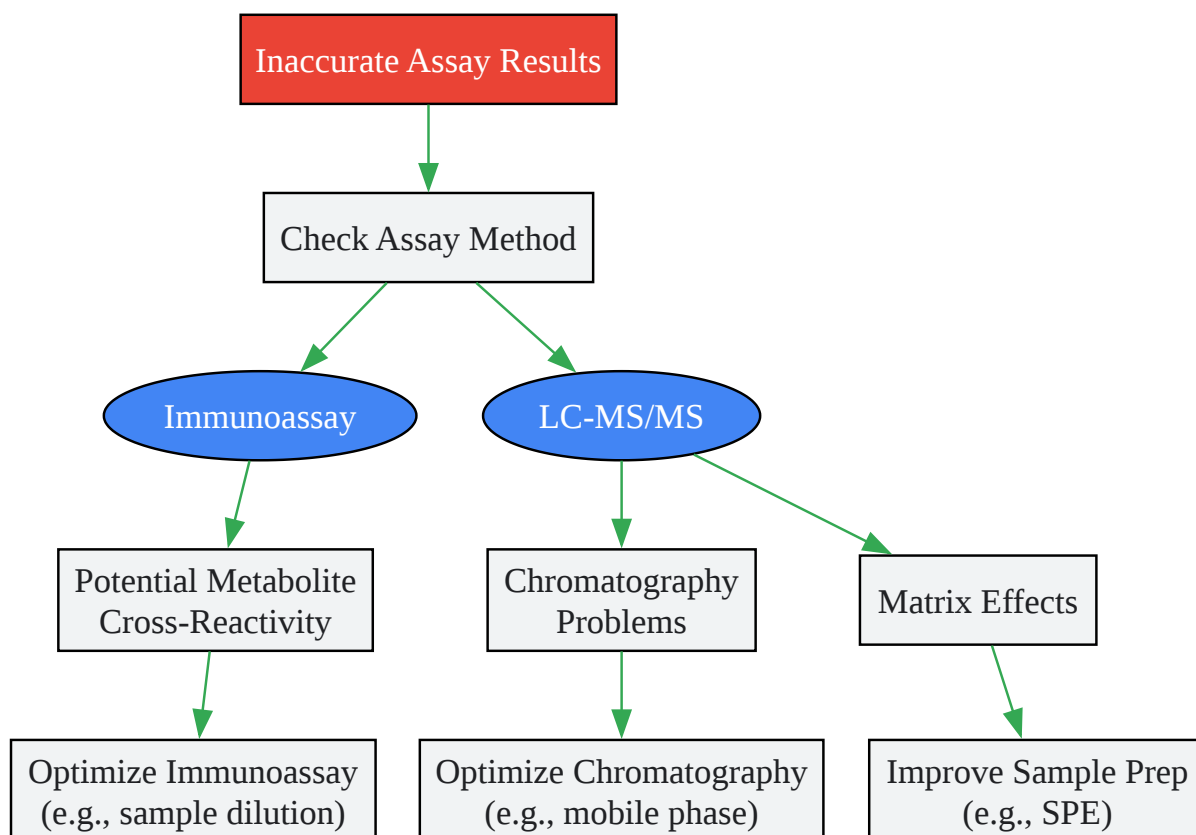 Inaccurate Assay Results
Check Assay Method
Immunoassay
LC-MS/MS
Potential Metabolite
Cross-Reactivity
Chromatography
Problems
Matrix Effects
Optimize Immunoassay
(e.g., sample dilution)
Optimize Chromatography
(e.g., mobile phase)
Improve Sample Prep
(e.g., SPE)